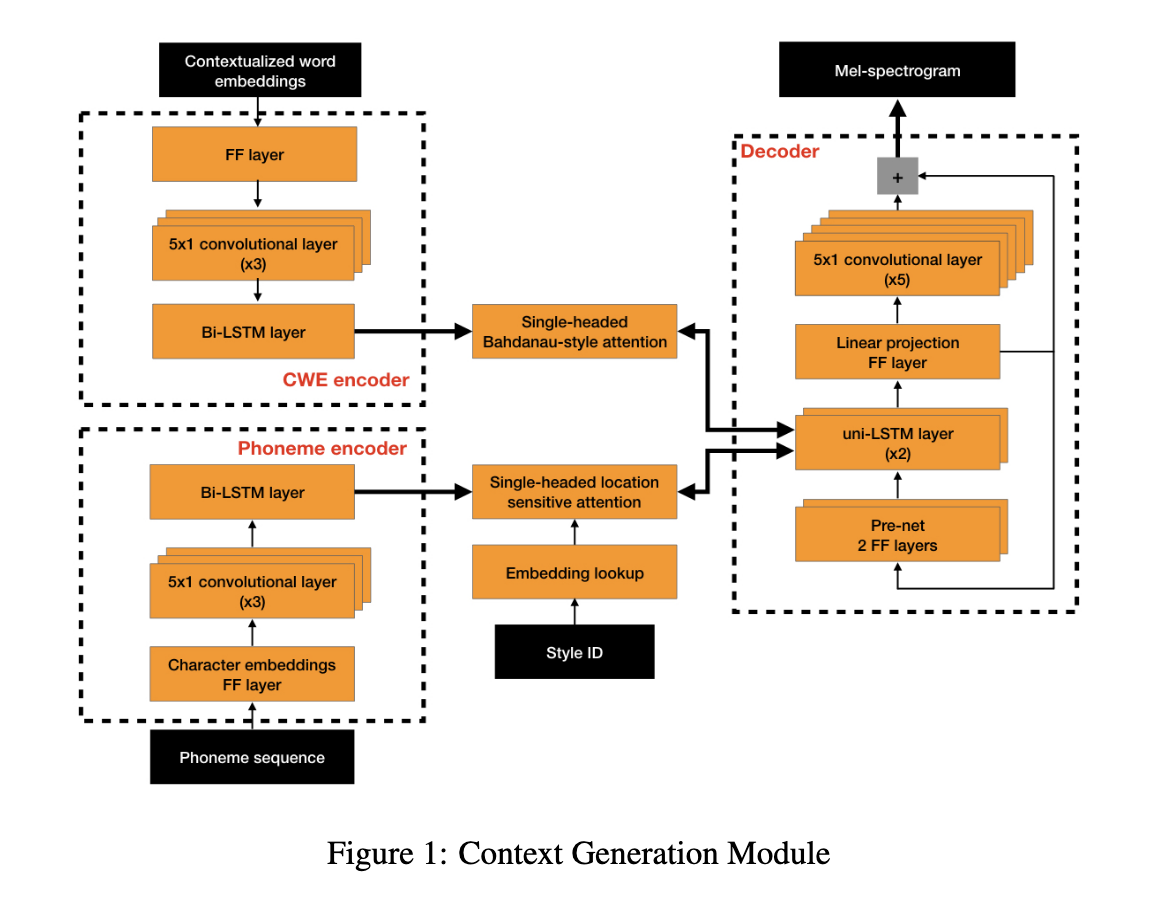 Contextualized word
embeddings
FF layer
5x1 convolutional layer
(x3)
Bi-LSTM layer
CWE encoder
Phoneme encoder
Bi-LSTM layer
5x1 convolutional layer
(x3)
Character embeddings
FF layer
Phoneme sequence
Single-headed
Bahdanau-style attention
Single-headed location
sensitive attention
Embedding lookup
Style ID
Mel-spectrogram
Decoder
+
5x1 convolutional layer
(x5)
Linear projection
FF layer
uni-LSTM layer
(x2)
Pre-net
2 FF layers
Figure 1: Context Generation Module